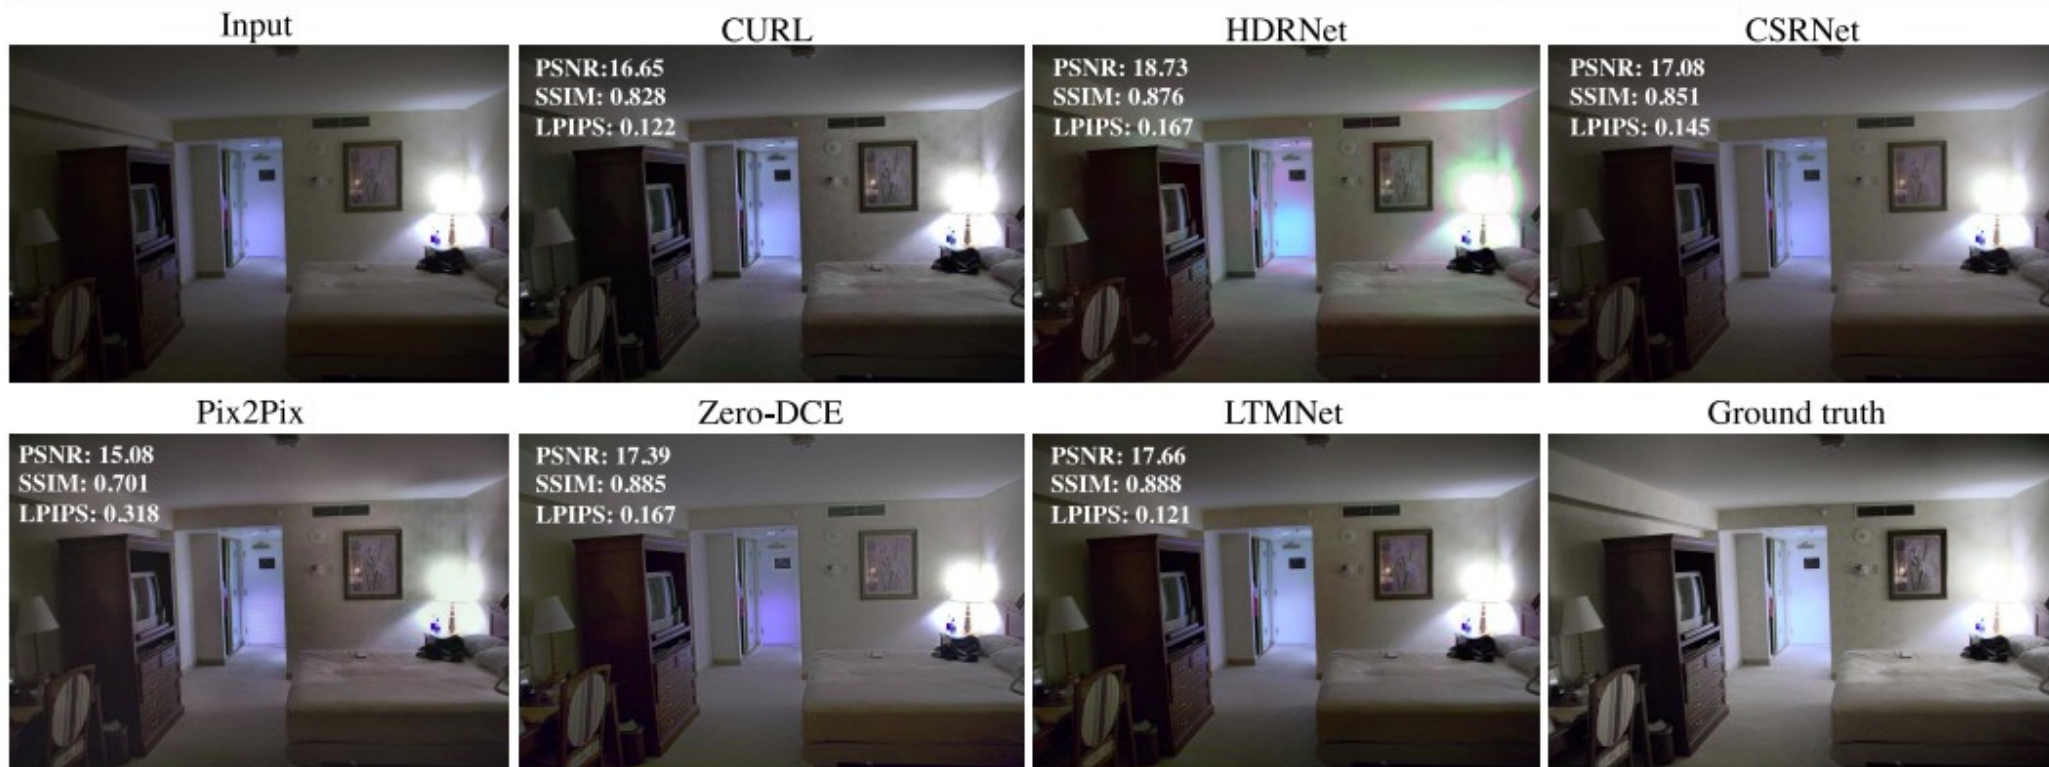 Input
CURL
HDRNet
CSRNet
PSNR:16.65
SSIM: 0.828
LPIPS: 0.122
PSNR: 18.73
SSIM: 0.876
LPIPS: 0.167
PSNR: 17.08
SSIM: 0.851
LPIPS: 0.145
Pix2Pix
Zero-DCE
LTMNet
Ground truth
PSNR: 15.08
SSIM: 0.701
LPIPS: 0.318
PSNR: 17.39
SSIM: 0.885
LPIPS: 0.167
PSNR: 17.66
SSIM: 0.888
LPIPS: 0.121